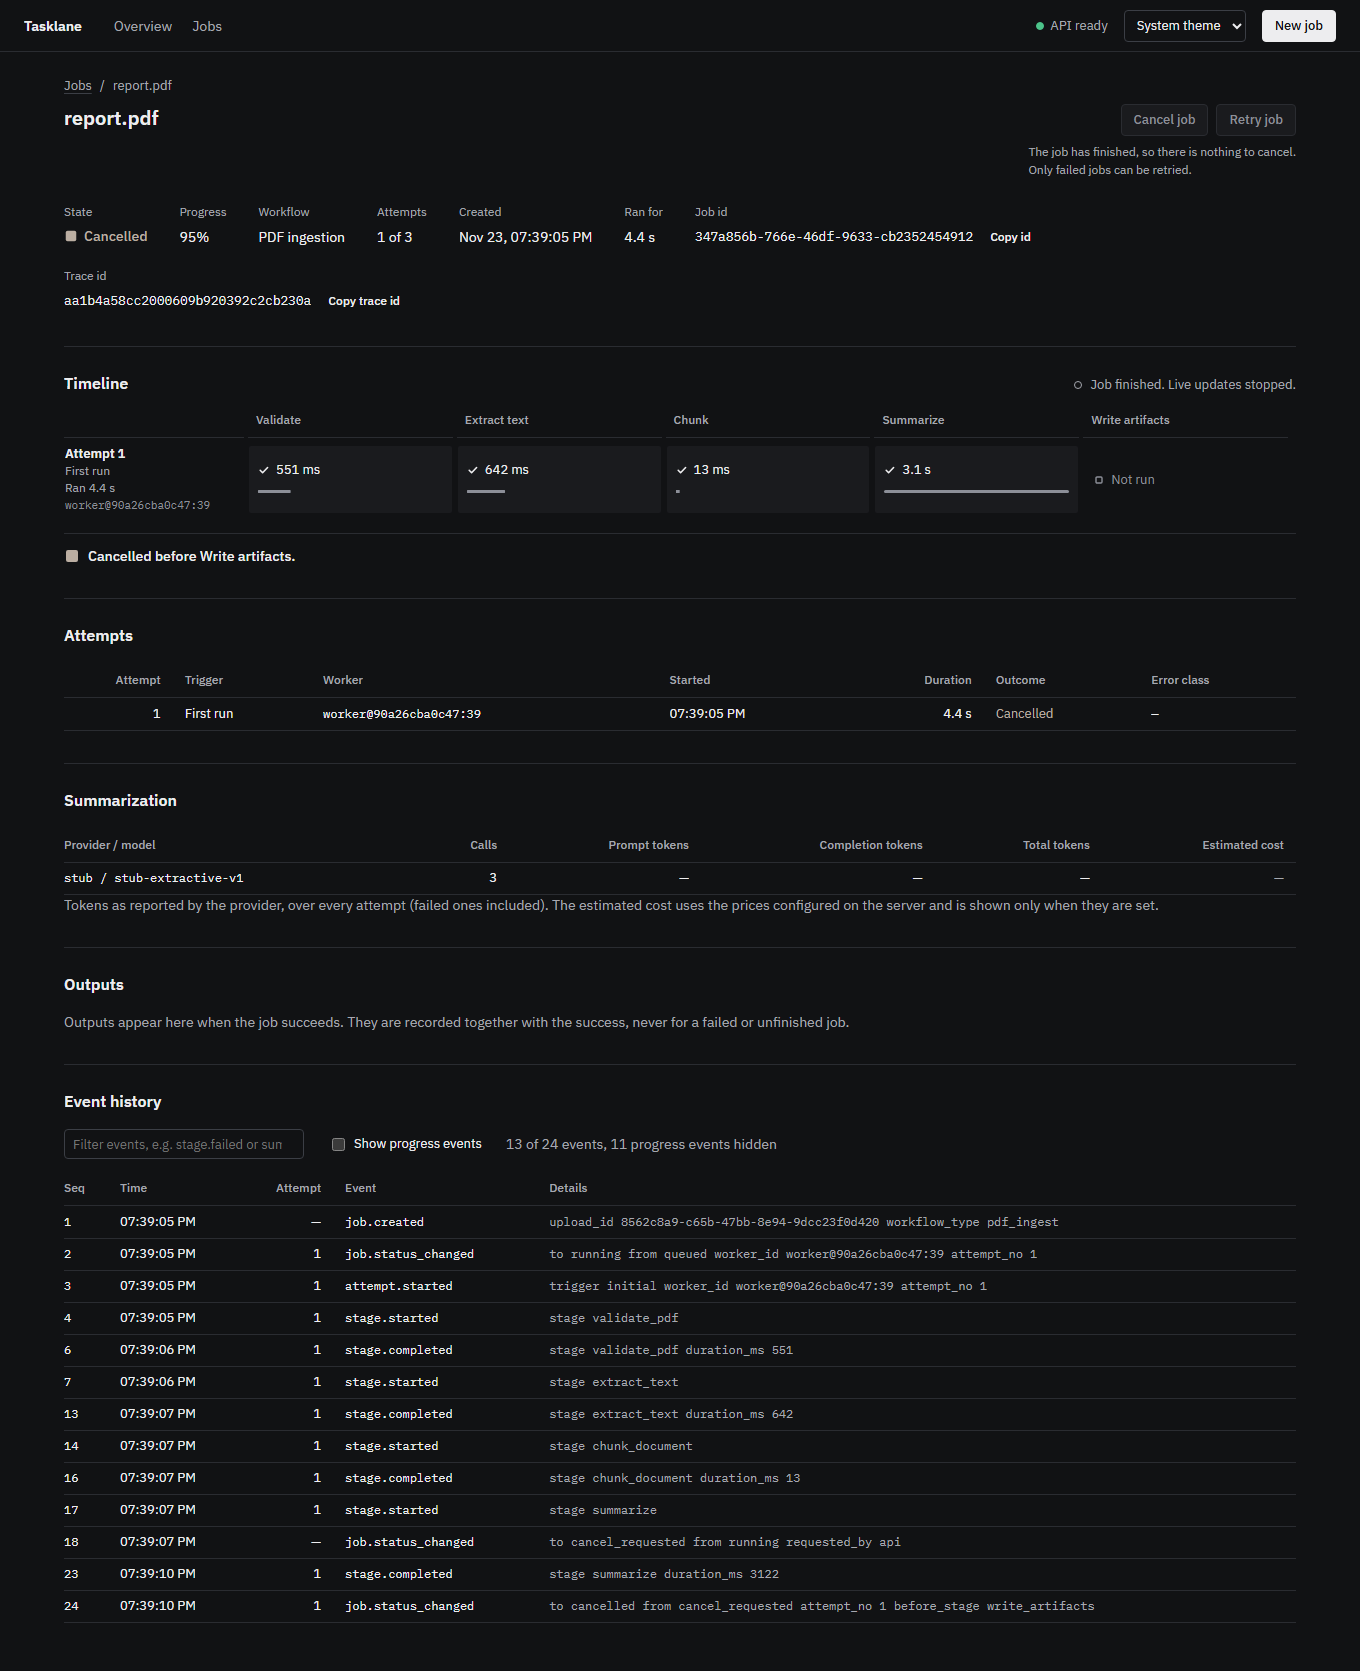 Tasklane Overview Jobs API ready System theme New job
Jobs / report.pdf
report.pdf Cancel job Retry job
The job has finished, so there is nothing to cancel.
Only failed jobs can be retried.
State Progress Workflow Attempts Created Ran for Job id
Cancelled 95% PDF ingestion 1 of 3 Nov 23, 07:39:05 PM 4.4 s 347a856b-766e-46df-9633-cb2352454912 Copy id
Trace id
aa1b4a58cc2000609b920392c2cb230a Copy trace id
Timeline Job finished. Live updates stopped.
Validate Extract text Chunk Summarize Write artifacts
Attempt 1
First run
Ran 4.4 s
worker@90a26cba0c47:39
551 ms 642 ms 13 ms 3.1 s Not run
Cancelled before Write artifacts.
Attempts
Attempt Trigger Worker Started Duration Outcome Error class
1 First run worker@90a26cba0c47:39 07:39:05 PM 4.4 s Cancelled –
Summarization
Provider / model Calls Prompt tokens Completion tokens Total tokens Estimated cost
stub / stub-extractive-v1 3 — — — —
Tokens as reported by the provider, over every attempt (failed ones included). The estimated cost uses the prices configured on the server and is shown only when they are set.
Outputs
Outputs appear here when the job succeeds. They are recorded together with the success, never for a failed or unfinished job.
Event history
Filter events, e.g. stage.failed or sun Show progress events 13 of 24 events, 11 progress events hidden
Seq Time Attempt Event Details
1 07:39:05 PM — job.created upload_id 8562c8a9-c65b-47bb-8e94-9dcc23f0d420 workflow_type pdf_ingest
2 07:39:05 PM 1 job.status_changed to running from queued worker_id worker@90a26cba0c47:39 attempt_no 1
3 07:39:05 PM 1 attempt.started trigger initial worker_id worker@90a26cba0c47:39 attempt_no 1
4 07:39:05 PM 1 stage.started stage validate_pdf
6 07:39:06 PM 1 stage.completed stage validate_pdf duration_ms 551
7 07:39:06 PM 1 stage.started stage extract_text
13 07:39:07 PM 1 stage.completed stage extract_text duration_ms 642
14 07:39:07 PM 1 stage.started stage chunk_document
16 07:39:07 PM 1 stage.completed stage chunk_document duration_ms 13
17 07:39:07 PM 1 stage.started stage summarize
18 07:39:07 PM — job.status_changed to cancel_requested from running requested_by api
23 07:39:10 PM 1 stage.completed stage summarize duration_ms 3122
24 07:39:10 PM 1 job.status_changed to cancelled from cancel_requested attempt_no 1 before_stage write_artifacts